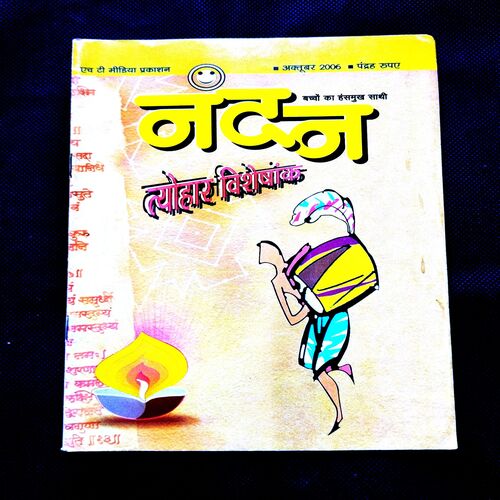 एच टी मीडिया प्रकाशन
■ अक्तूबर 2006 ■ पंद्रह रुपए
बच्चों का हंसमुख साथी
नंदन
त्योहार विशेषांक